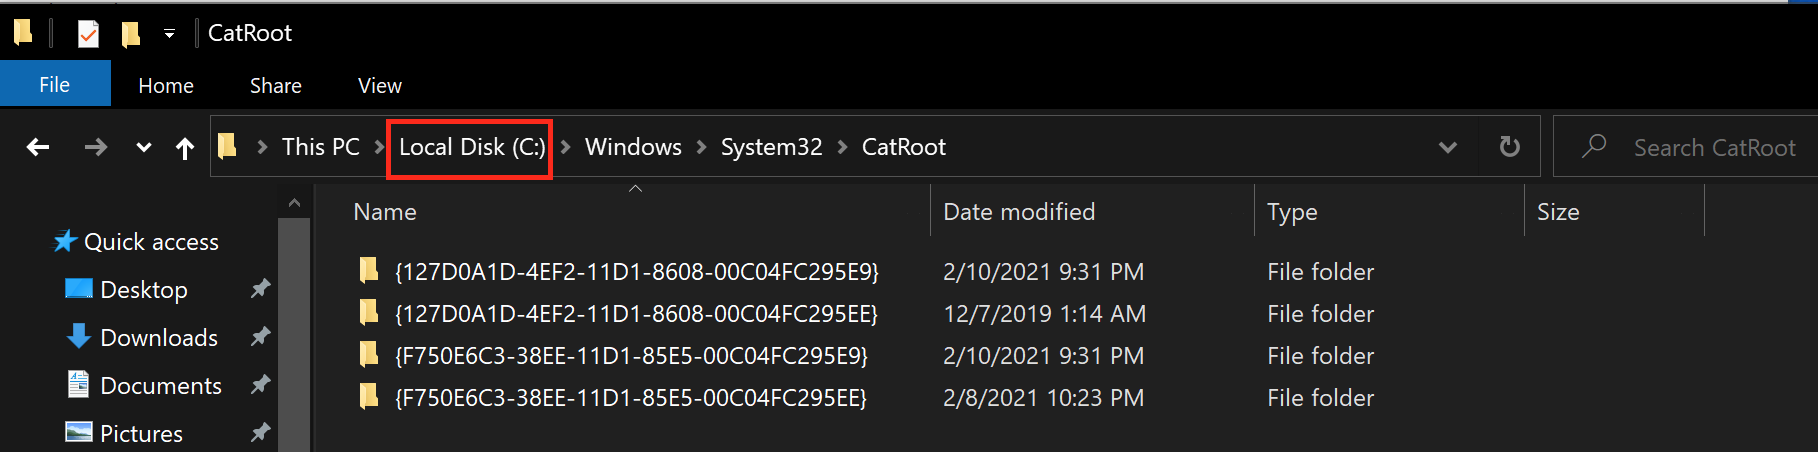 CatRoot
File Home Share View
This PC Local Disk (C:) Windows System32 CatRoot Search CatRoot
Name Date modified Type Size
Quick access
{127D0A1D-4EF2-11D1-8608-00C04FC295E9} 2/10/2021 9:31 PM File folder
Desktop
{127D0A1D-4EF2-11D1-8608-00C04FC295EE} 12/7/2019 1:14 AM File folder
Downloads
{F750E6C3-38EE-11D1-85E5-00C04FC295E9} 2/10/2021 9:31 PM File folder
Documents
{F750E6C3-38EE-11D1-85E5-00C04FC295EE} 2/8/2021 10:23 PM File folder
Pictures